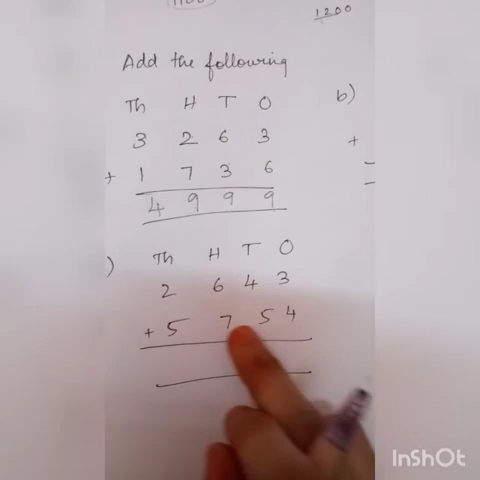 1200
Add the following
Th H T O
b)
3 2 6 3
+
+ 1 7 3 6
4 9 9 9
) Th H T O
2 6 4 3
+ 5 7 5 4
InShOt